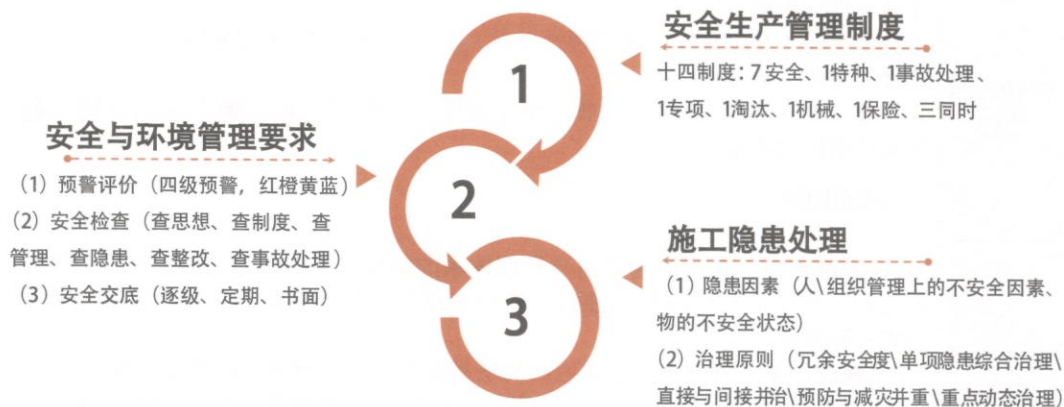 1
安全生产管理制度
十四制度：7安全、1特种、1事故处理、
1专项、1淘汰、1机械、1保险、三同时
安全与环境管理要求
（1）预警评价（四级预警，红橙黄蓝）
（2）安全检查（查思想、查制度、查
管理、查隐患、查整改、查事故处理）
（3）安全交底（逐级、定期、书面）
2
施工隐患处理
（1）隐患因素（人\组织管理上的不安全因素、
物的不安全状态）
（2）治理原则（冗余安全度\单项隐患综合治理\
直接与间接并治\预防与减灾并重\重点动态治理）
3